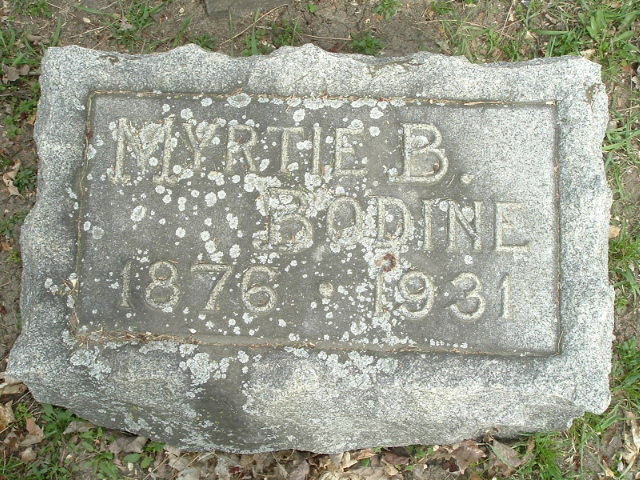 MYRTIE B.
BODINE
1876 · 1931